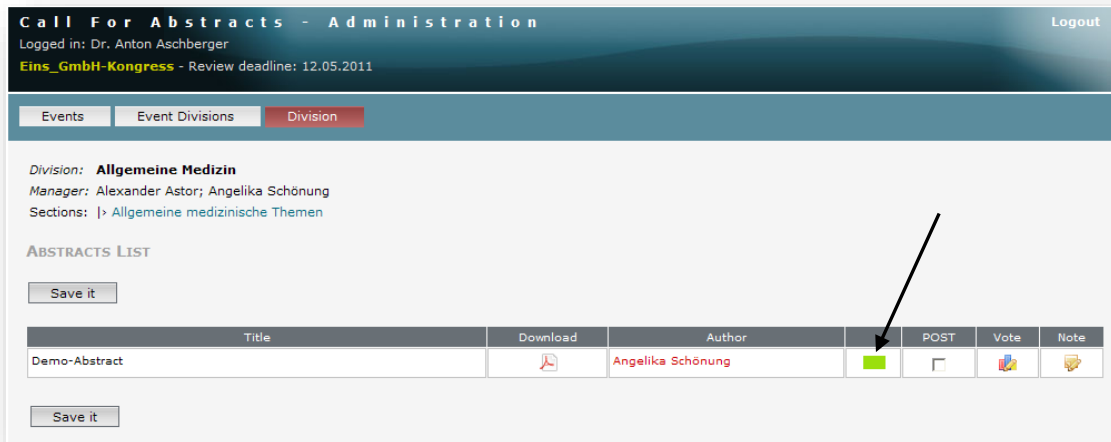 Call For Abstracts - Administration
Logout
Logged in: Dr. Anton Aschberger
Eins_GmbH-Kongress - Review deadline: 12.05.2011
Events Event Divisions Division
Division: Allgemeine Medizin
Manager: Alexander Astor; Angelika Schönung
Sections: |› Allgemeine medizinische Themen
ABSTRACTS LIST
Save it
Title Download Author POST Vote Note
Demo-Abstract Angelika Schönung
Save it